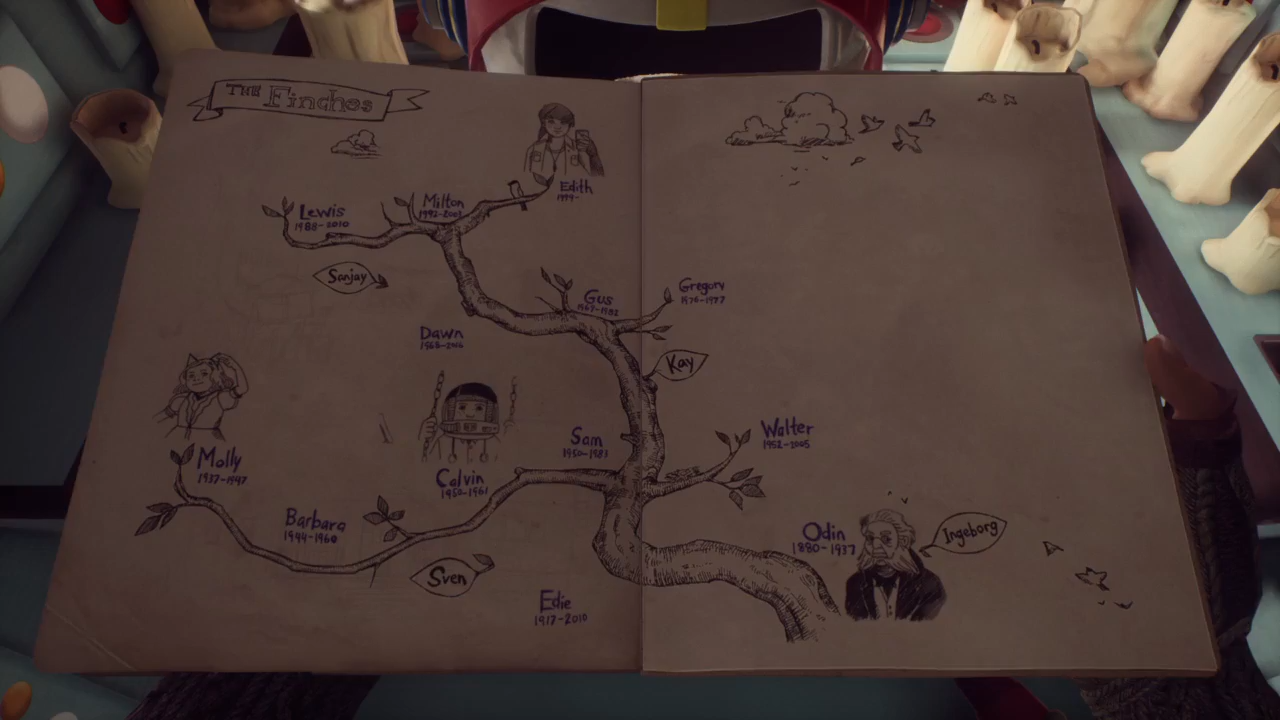 THE Finches
Edith
1999-
Lewis
1988-2010
Milton
1992-2003
Sanjay
Gus
1969-1982
Gregory
1976-1977
Dawn
1968-2016
Kay
Sam
1950-1983
Walter
1952-2005
Molly
1937-1947
Calvin
1950-1961
Barbara
1944-1960
Odin
1880-1937
Ingeborg
Sven
Edie
1917-2010